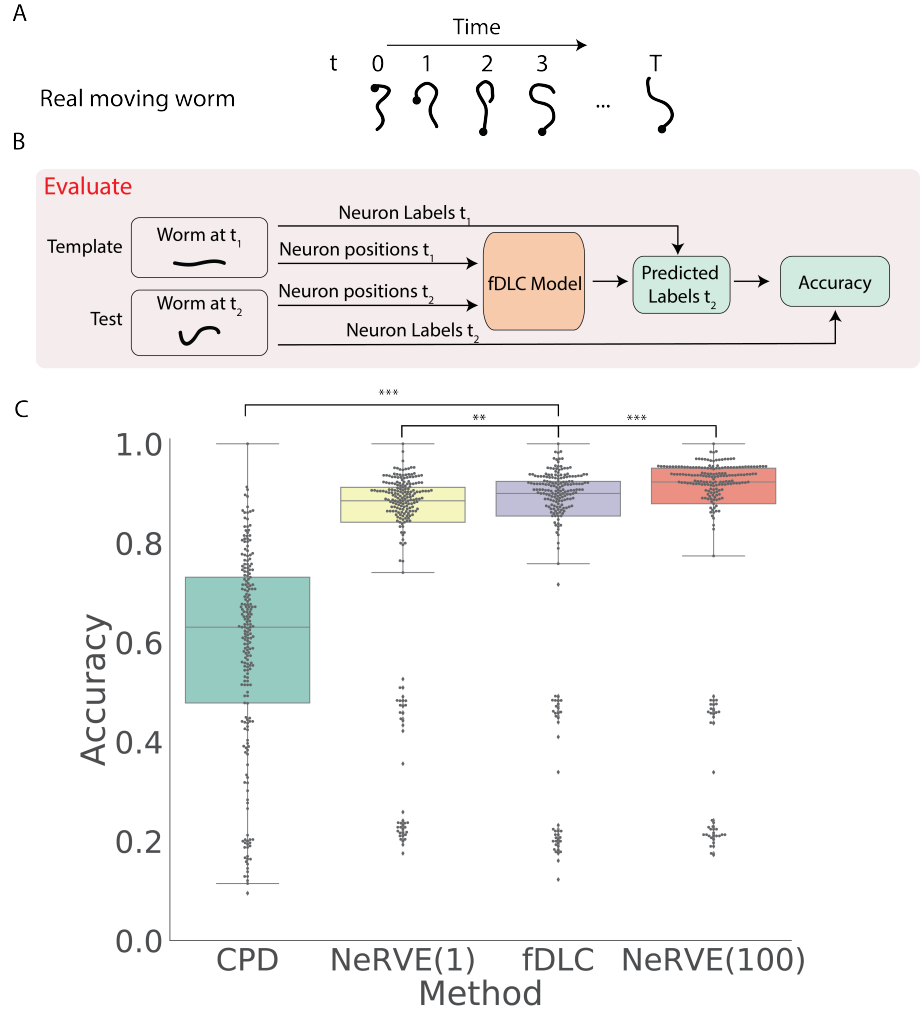 A
Time
t 0 1 2 3 T
Real moving worm ...
B
Evaluate
Neuron Labels t1
Template
Worm at t1
Neuron positions t1
fDLC Model
Predicted
Labels t2
Accuracy
Neuron positions t2
Test
Worm at t2
Neuron Labels t2
C
***
** ***
1.0
0.8
0.6
0.4
0.2
0.0
Accuracy
CPD NeRVE(1) fDLC NeRVE(100)
Method